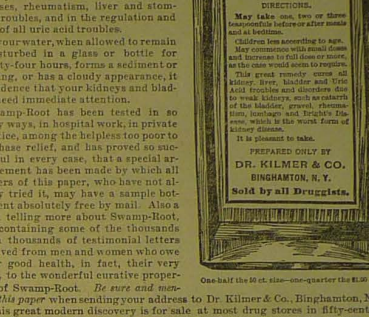 ses, rheumatism, liver and stom-
troubles, and in the regulation and
of all uric acid troubles.
your water, when allowed to remain
sturbed in a glass or bottle for
ty-four hours, forms a sediment or
ng, or has a cloudy appearance, it
dence that your kidneys and blad-
eed immediate attention.
amp-Root has been tested in so
y ways, in hospital work, in private
tice, among the helpless too poor to
hase relief, and has proved so suc-
ul in every case, that a special ar-
ement has been made by which all
ers of this paper, who have not al-
y tried it, may have a sample bot-
ent absolutely free by mail. Also a
telling more about Swamp-Root,
containing some of the thousands
thousands of testimonial letters
ived from men and women who owe
good health, in fact, their very
, to the wonderful curative proper-
of Swamp-Root. Be sure and men-
this paper when sending your address to Dr. Kilmer & Co., Binghamton, N
his great modern discovery is for sale at most drug stores in fifty-cent
DIRECTIONS.
May take one, two or three
teaspoonfuls before or after meals
and at bedtime.
Children less according to age.
May commence with small doses
and increase to full dose or more,
as the case would seem to require.
This great remedy cures all
kidney, liver, bladder and Uric
Acid troubles and disorders due
to weak kidneys, such as catarrh
of the bladder, gravel, rheuma-
tism, lumbago and Bright's Dis-
ease, which is the worst form of
kidney disease.
It is pleasant to take.
PREPARED ONLY BY
DR. KILMER & CO.
BINGHAMTON, N. Y.
Sold by all Druggists.
One-half the 50 ct. size—one-quarter the $1.00